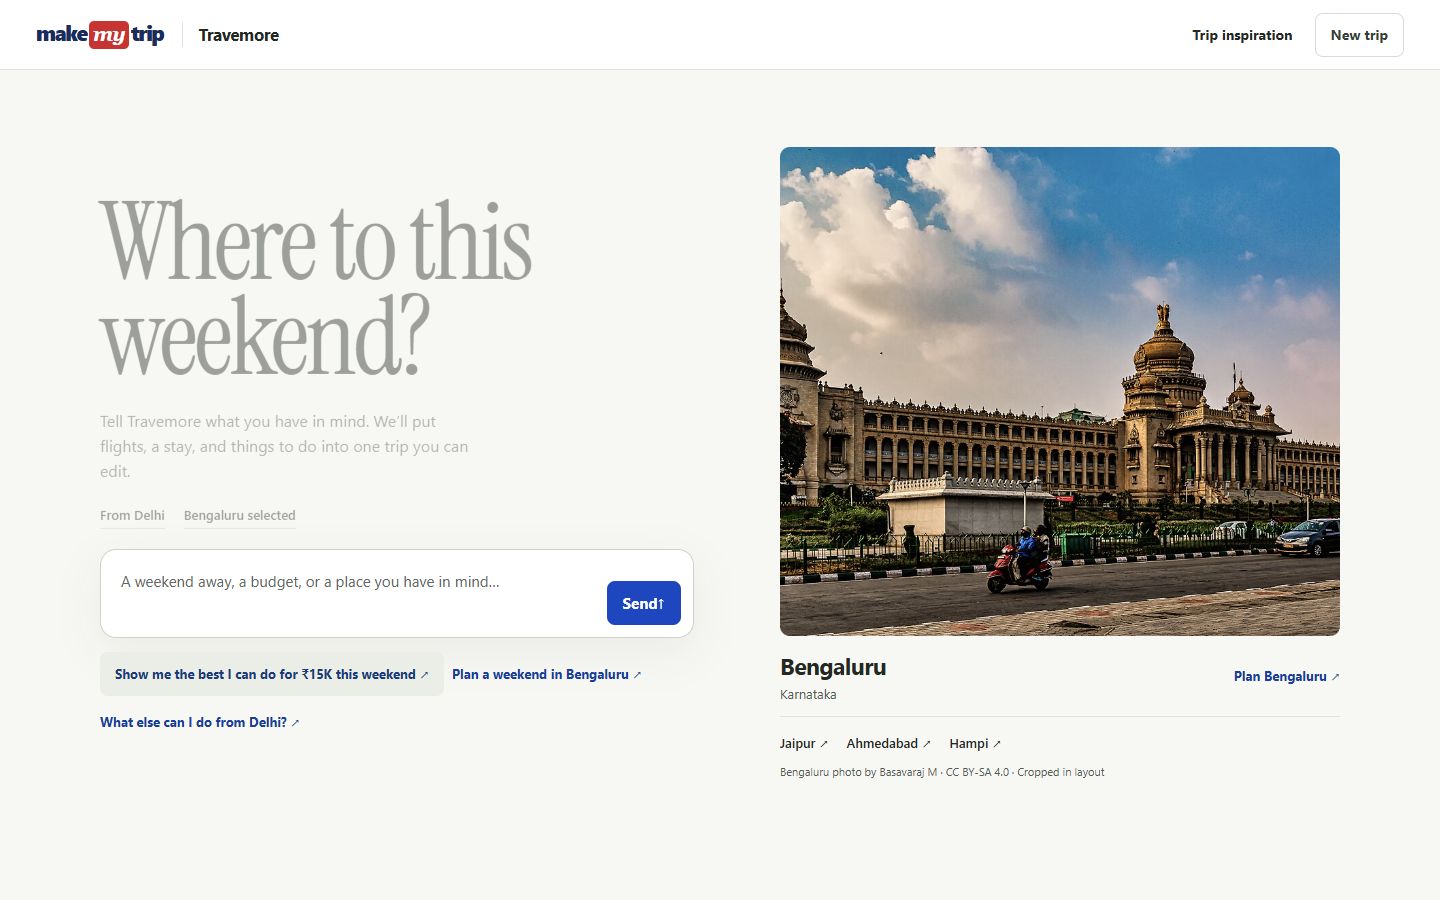 make my trip
Travemore
Trip inspiration
New trip
Where to this
weekend?
Tell Travemore what you have in mind. We’ll put
flights, a stay, and things to do into one trip you can
edit.
From Delhi
Bengaluru selected
A weekend away, a budget, or a place you have in mind...
Send↑
Show me the best I can do for ₹15K this weekend ↗
Plan a weekend in Bengaluru ↗
What else can I do from Delhi? ↗
Bengaluru
Karnataka
Plan Bengaluru ↗
Jaipur ↗ Ahmedabad ↗ Hampi ↗
Bengaluru photo by Basavaraj M · CC BY-SA 4.0 · Cropped in layout